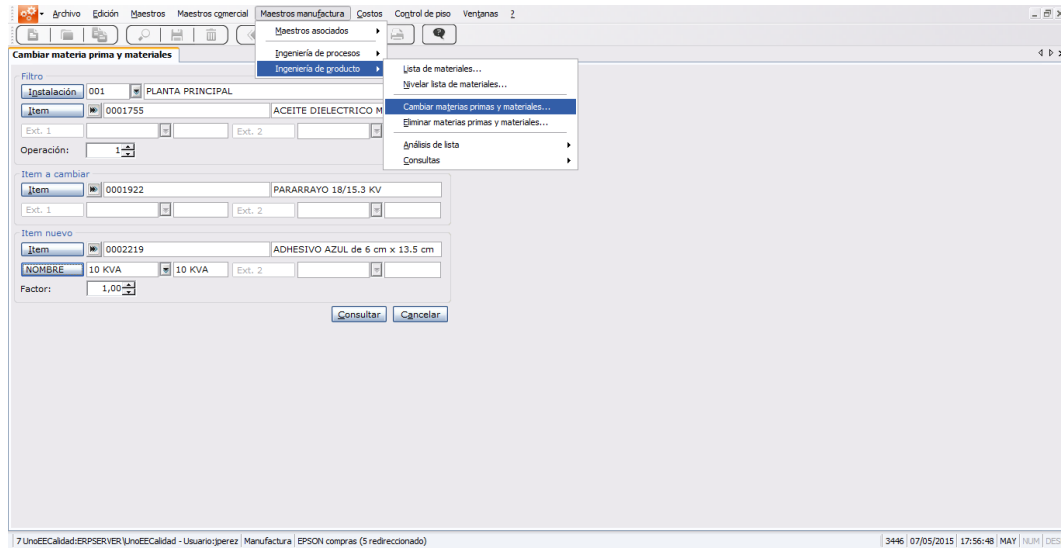 Archivo Edición Maestros Maestros comercial Maestros manufactura Costos Control de piso Ventanas ?
Maestros asociados
Ingeniería de procesos
Ingeniería de producto
Lista de materiales...
Nivelar lista de materiales...
Cambiar materias primas y materiales...
Eliminar materias primas y materiales...
Análisis de lista
Consultas
Cambiar materia prima y materiales
Filtro
Instalación 001 PLANTA PRINCIPAL
Item 0001755 ACEITE DIELECTRICO M
Ext. 1 Ext. 2
Operación: 1
Item a cambiar
Item 0001922 PARARRAYO 18/15.3 KV
Ext. 1 Ext. 2
Item nuevo
Item 0002219 ADHESIVO AZUL de 6 cm x 13.5 cm
NOMBRE 10 KVA 10 KVA Ext. 2
Factor: 1,00
Consultar Cancelar
7 UnoEECalidad:ERPSERVER\UnoEECalidad - Usuario:jperez Manufactura EPSON compras (5 redireccionado) 3446 07/05/2015 17:56:48 MAY NUM DES